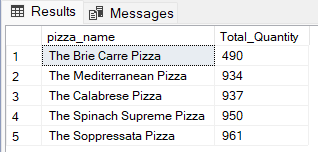 Results Messages
pizza_name Total_Quantity
1 The Brie Carre Pizza 490
2 The Mediterranean Pizza 934
3 The Calabrese Pizza 937
4 The Spinach Supreme Pizza 950
5 The Soppressata Pizza 961